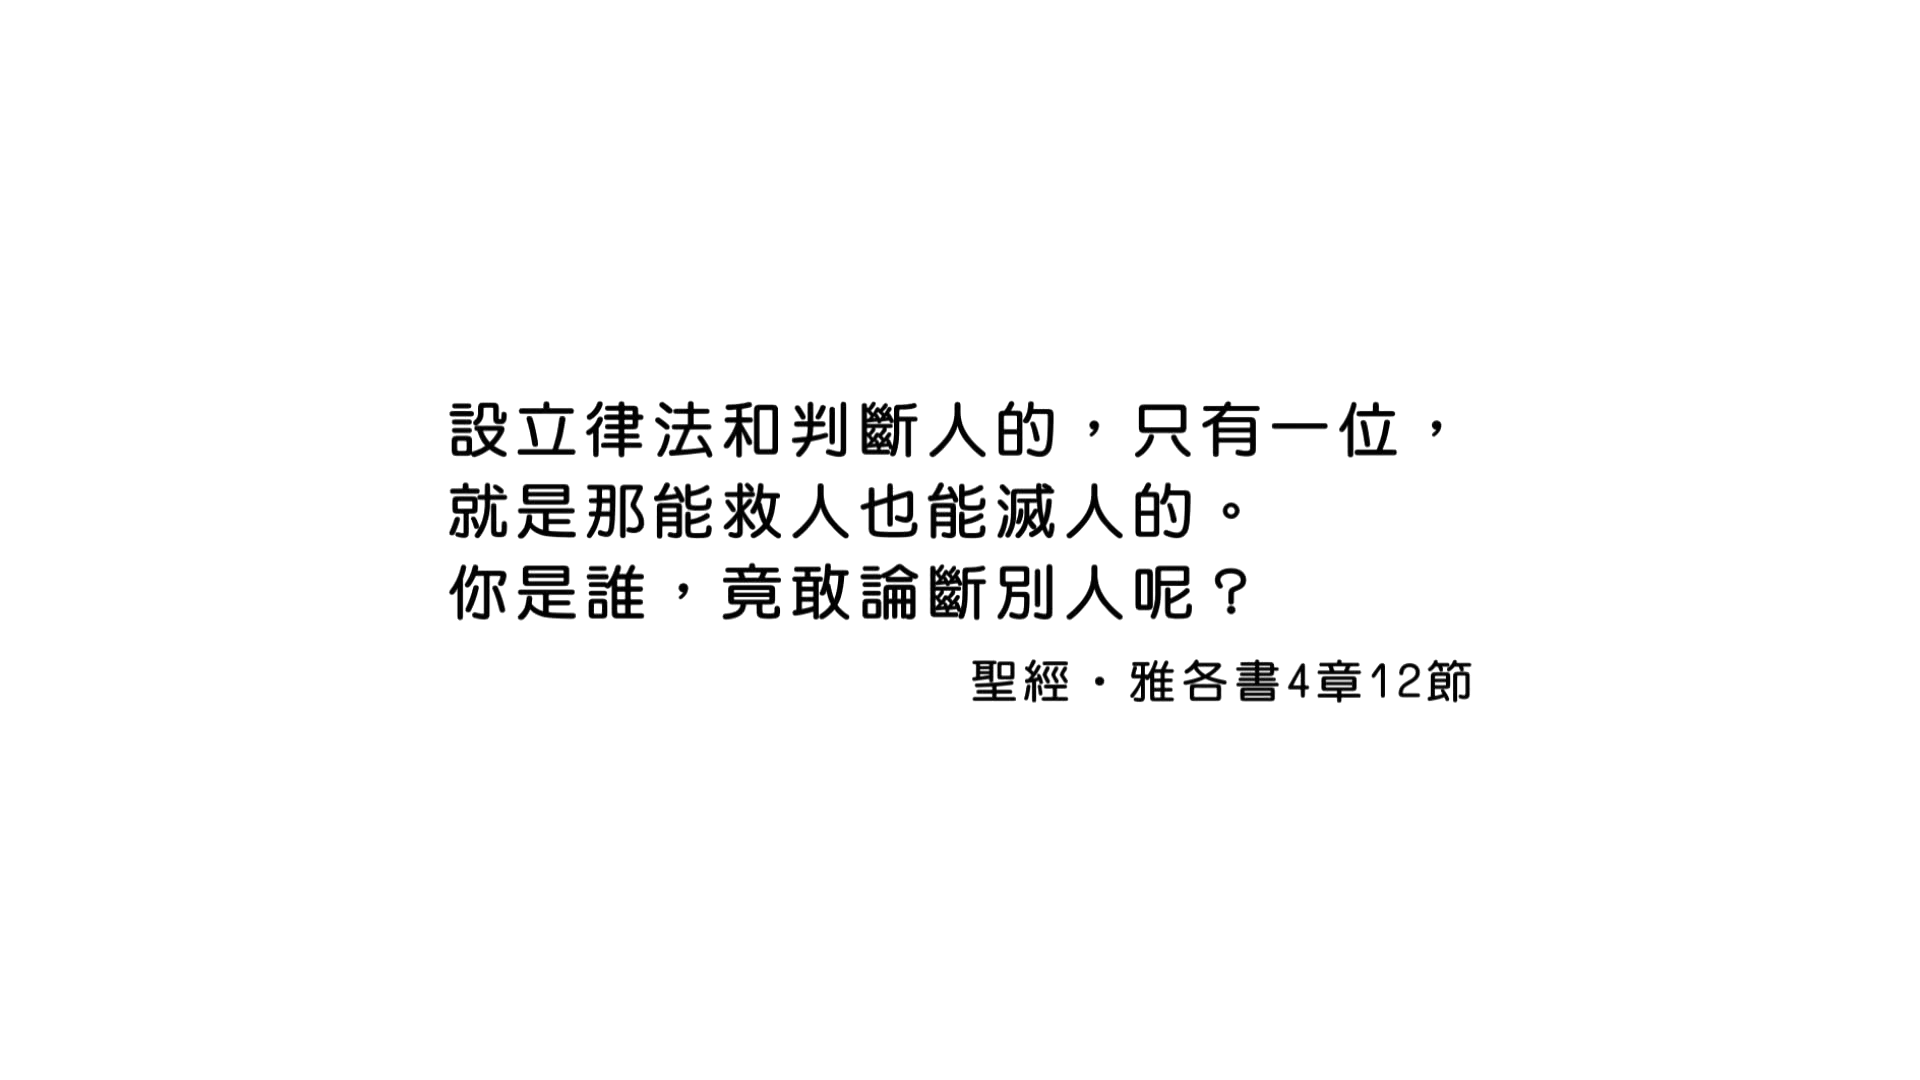 設立律法和判斷人的，只有一位，
就是那能救人也能滅人的。
你是誰，竟敢論斷別人呢？
聖經・雅各書4章12節